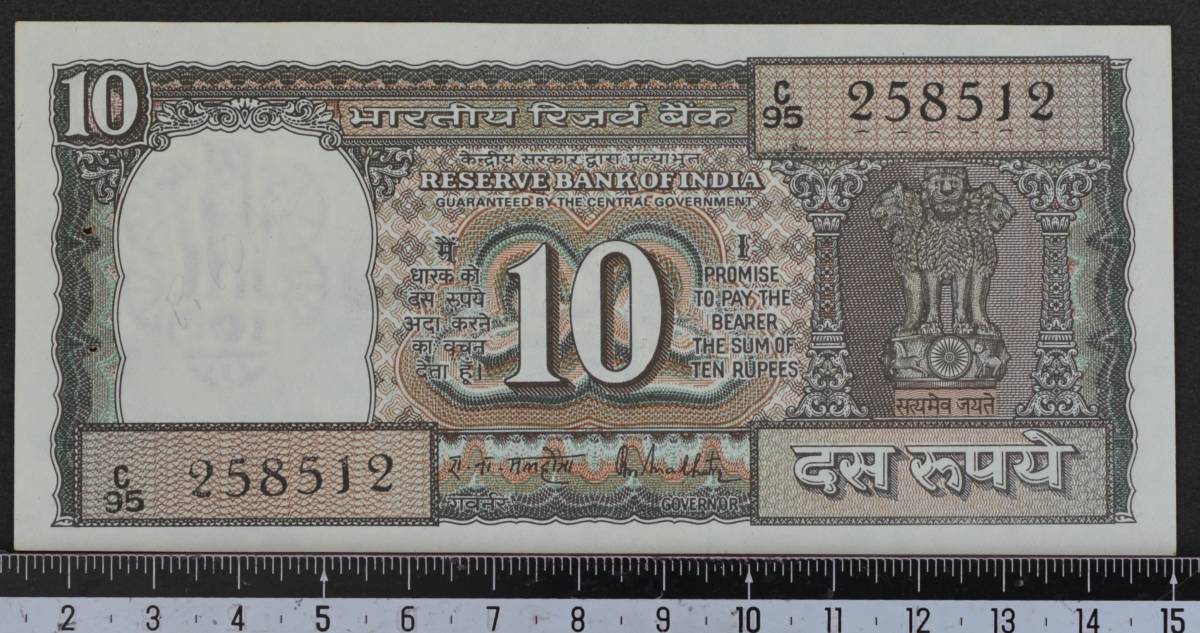 10
भारतीय रिज़र्व बैंक
C/95 258512
केन्द्रीय सरकार द्वारा प्रत्याभूत
RESERVE BANK OF INDIA
GUARANTEED BY THE CENTRAL GOVERNMENT
मैं
धारक को
दस रुपये
अदा करने
का वचन
देता हूँ।
10
I
PROMISE
TO PAY THE
BEARER
THE SUM OF
TEN RUPEES
सत्यमेव जयते
C/95 258512
गवर्नर
GOVERNOR
दस रुपये
2 3 4 5 6 7 8 9 10 11 12 13 14 15